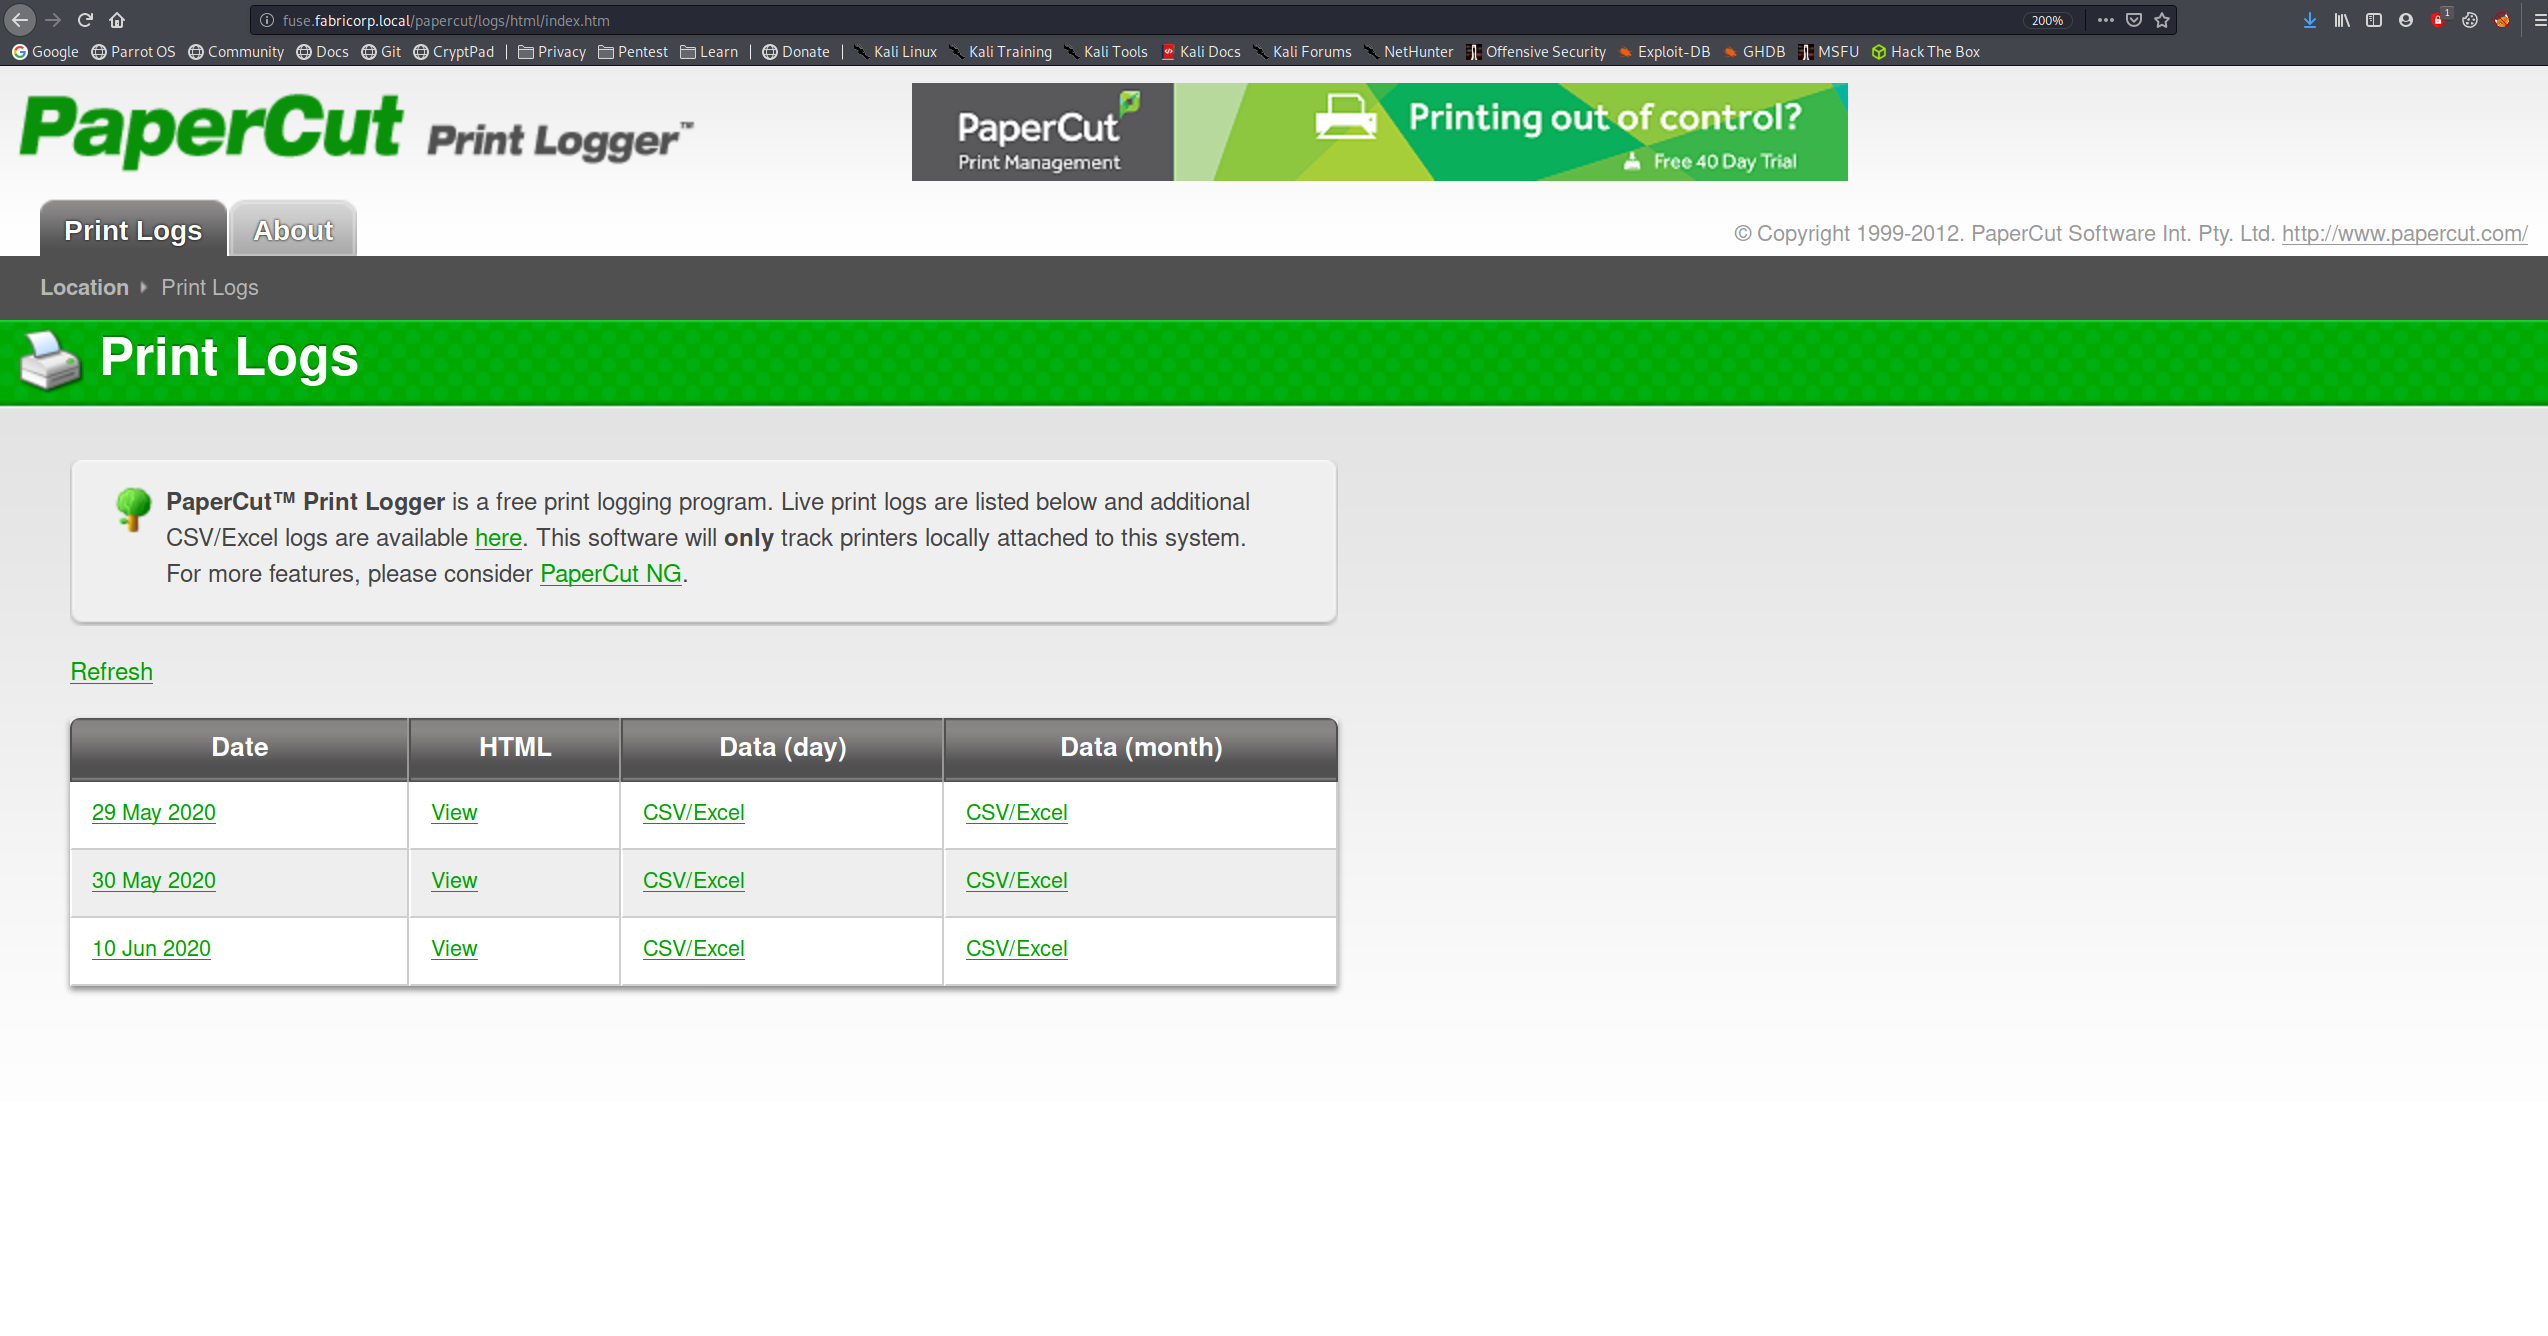 fuse.fabricorp.local/papercut/logs/html/index.htm 200% 1
Google Parrot OS Community Docs Git CryptPad | Privacy Pentest Learn | Donate | Kali Linux Kali Training Kali Tools Kali Docs Kali Forums NetHunter Offensive Security Exploit-DB GHDB MSFU Hack The Box
PaperCut Print Logger™
PaperCut
Print Management
Printing out of control?
Free 40 Day Trial
Print Logs About
© Copyright 1999-2012. PaperCut Software Int. Pty. Ltd. http://www.papercut.com/
Location Print Logs
Print Logs
PaperCut™ Print Logger is a free print logging program. Live print logs are listed below and additional
CSV/Excel logs are available here. This software will only track printers locally attached to this system.
For more features, please consider PaperCut NG.
Refresh
Date HTML Data (day) Data (month)
29 May 2020 View CSV/Excel CSV/Excel
30 May 2020 View CSV/Excel CSV/Excel
10 Jun 2020 View CSV/Excel CSV/Excel